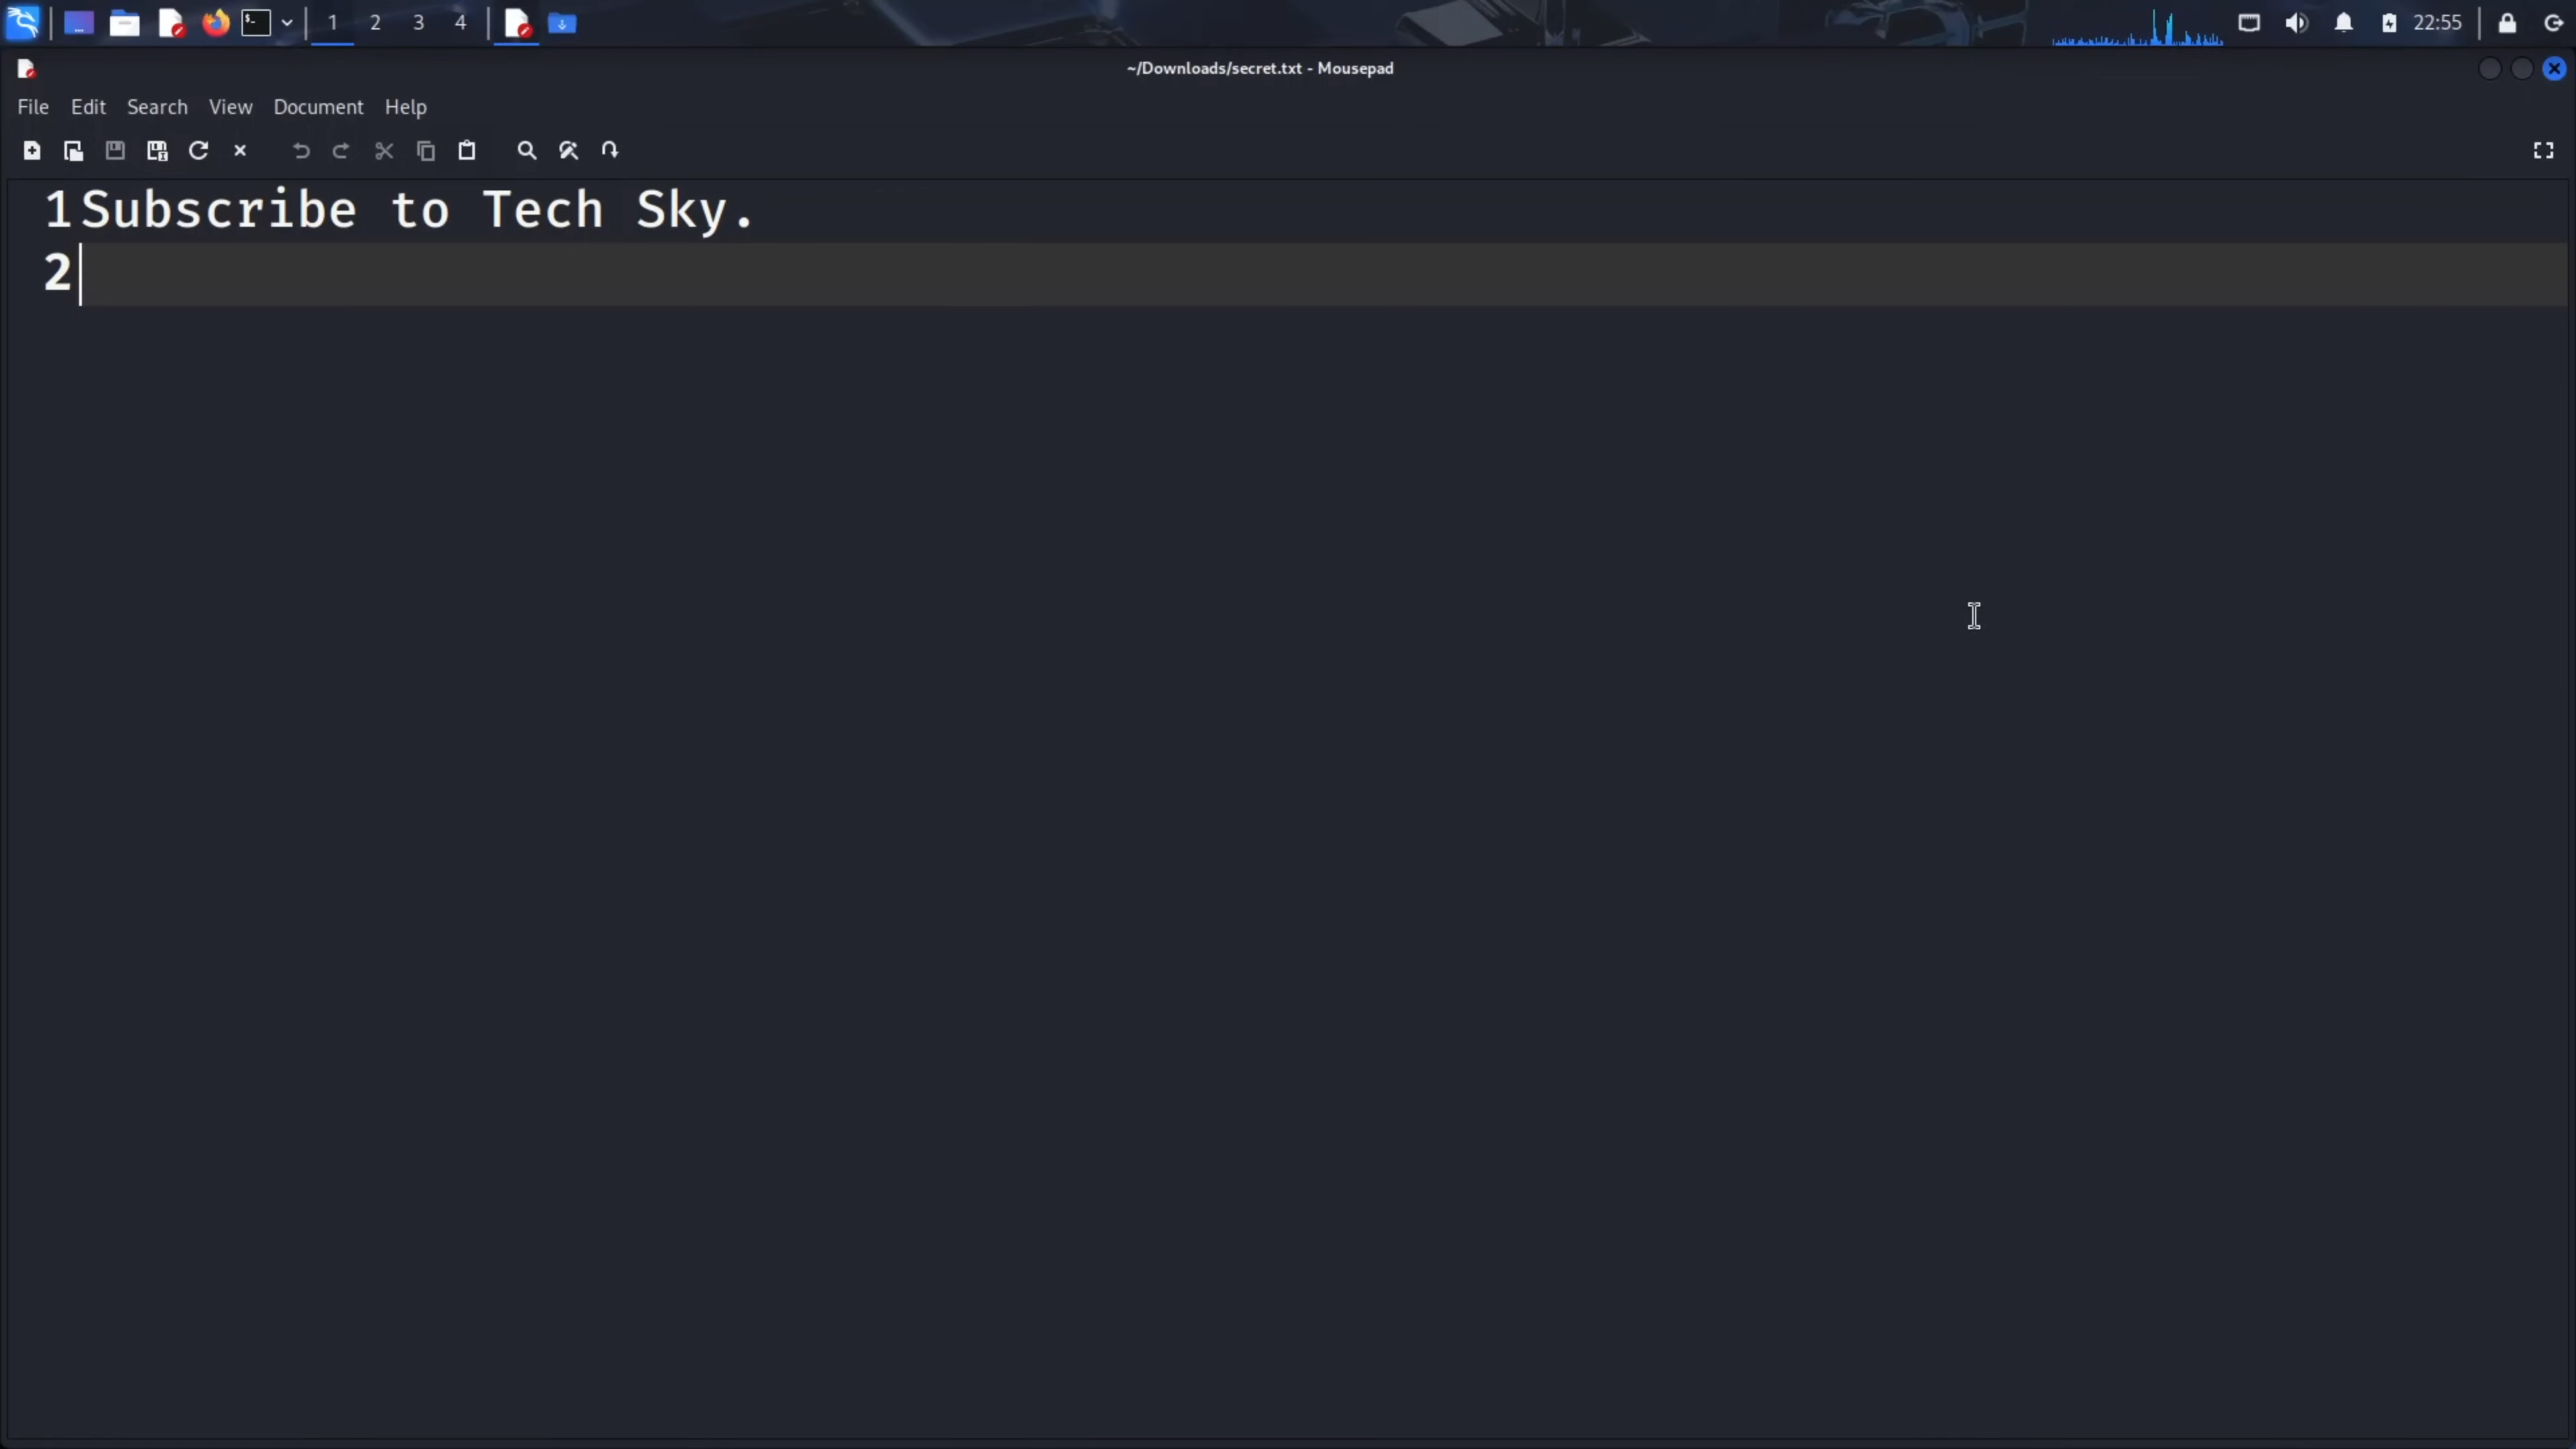 1 2 3 4 22:55
~/Downloads/secret.txt - Mousepad
File Edit Search View Document Help
1 Subscribe to Tech Sky.
2